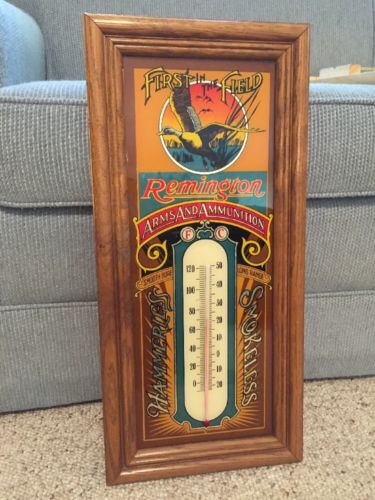 FIRST IN THE FIELD
Remington
ARMS AND AMMUNITION
F C
SMOOTH BORE LONG RANGE
HAMMERLESS SMOKELESS
120 50
100 40
80 30
60 20
40 10
20 0
0 10
20